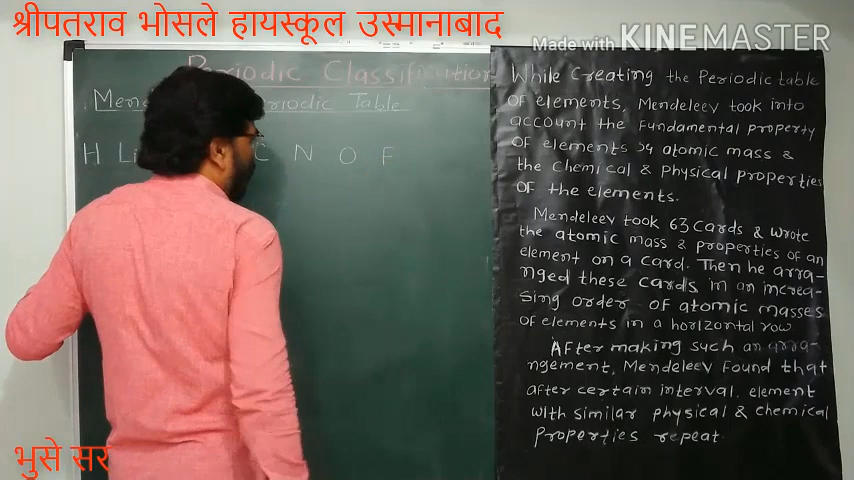 श्रीपतराव भोसले हायस्कूल उस्मानाबाद
Made with KINEMASTER
Periodic Classification
Periodic Table
H Li C N O F
While Creating the Periodic table
of elements, Mendeleev took into
account the Fundamental property
of elements atomic mass &
the Chemical & physical properties
of the elements.
Mendeleev took 63 Cards & wrote
the atomic mass & properties of an
element on a card. Then he arra-
nged these cards in an increa-
sing order of atomic masses
of elements in a horizontal row
After making such an arra-
ngement, Mendeleev Found that
after certain interval, element
with similar physical & chemical
properties repeat.
भुसे सर